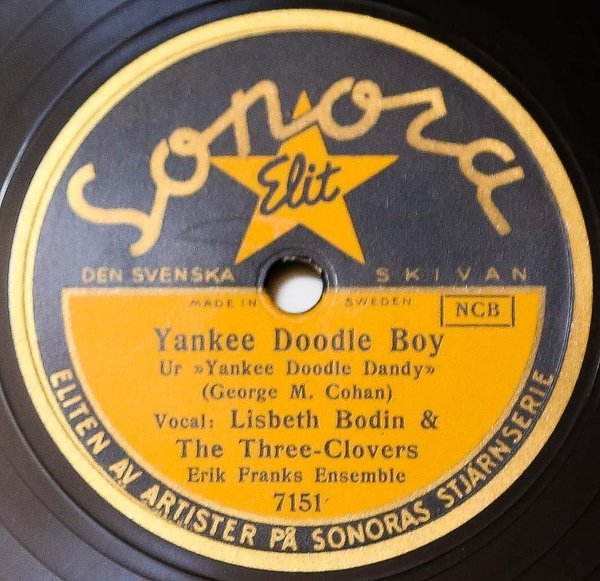 Sonora
Elit
DEN SVENSKA SKIVAN
MADE IN SWEDEN
NCB
Yankee Doodle Boy
Ur »Yankee Doodle Dandy»
(George M. Cohan)
Vocal: Lisbeth Bodin &
The Three-Clovers
Erik Franks Ensemble
7151
ELITEN AV ARTISTER PÅ SONORAS STJÄRNSERIE